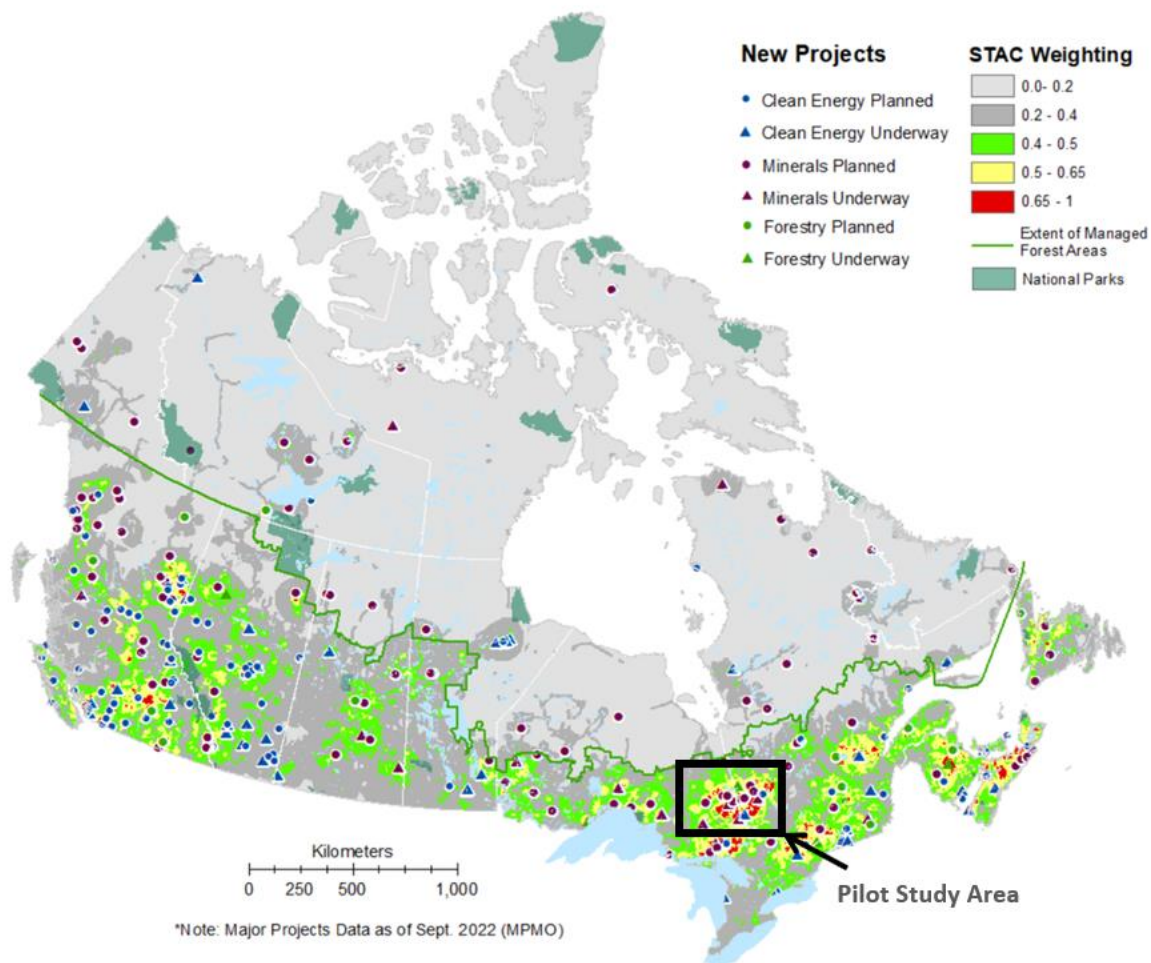 New Projects
Clean Energy Planned
Clean Energy Underway
Minerals Planned
Minerals Underway
Forestry Planned
Forestry Underway
STAC Weighting
0.0- 0.2
0.2 - 0.4
0.4 - 0.5
0.5 - 0.65
0.65 - 1
Extent of Managed
Forest Areas
National Parks
Kilometers
0 250 500 1,000
Pilot Study Area
*Note: Major Projects Data as of Sept. 2022 (MPMO)